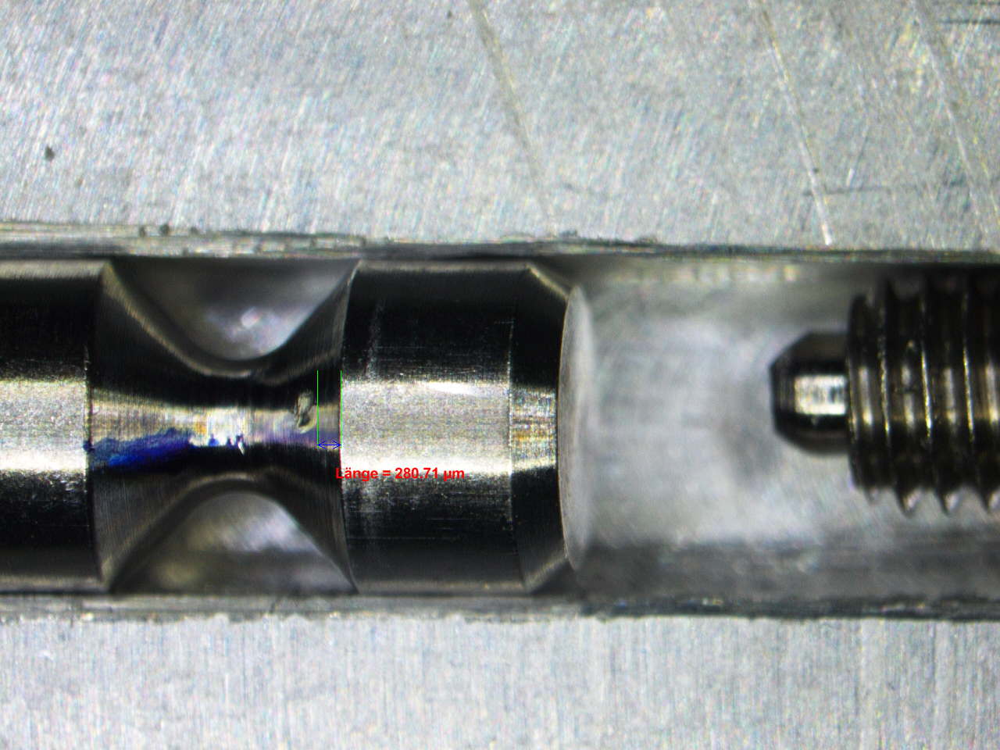 Länge = 280.71 µm